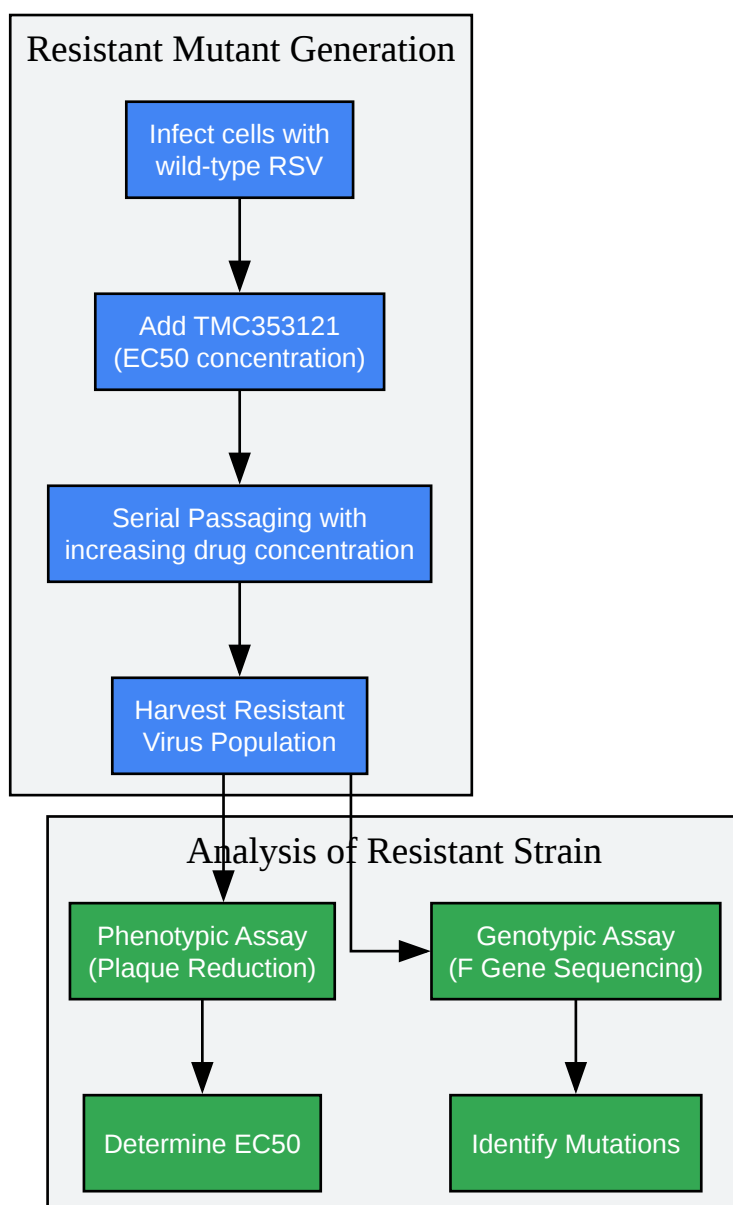 Resistant Mutant Generation
Infect cells with
wild-type RSV
Add TMC353121
(EC50 concentration)
Serial Passaging with
increasing drug concentration
Harvest Resistant
Virus Population
Analysis of Resistant Strain
Phenotypic Assay
(Plaque Reduction)
Genotypic Assay
(F Gene Sequencing)
Determine EC50
Identify Mutations